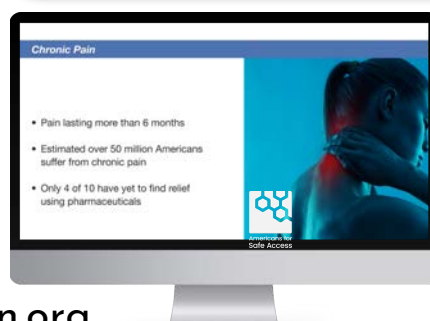 Chronic Pain
• Pain lasting more than 6 months
• Estimated over 50 million Americans
suffer from chronic pain
• Only 4 of 10 have yet to find relief
using pharmaceuticals
Americans for
Safe Access
n.org